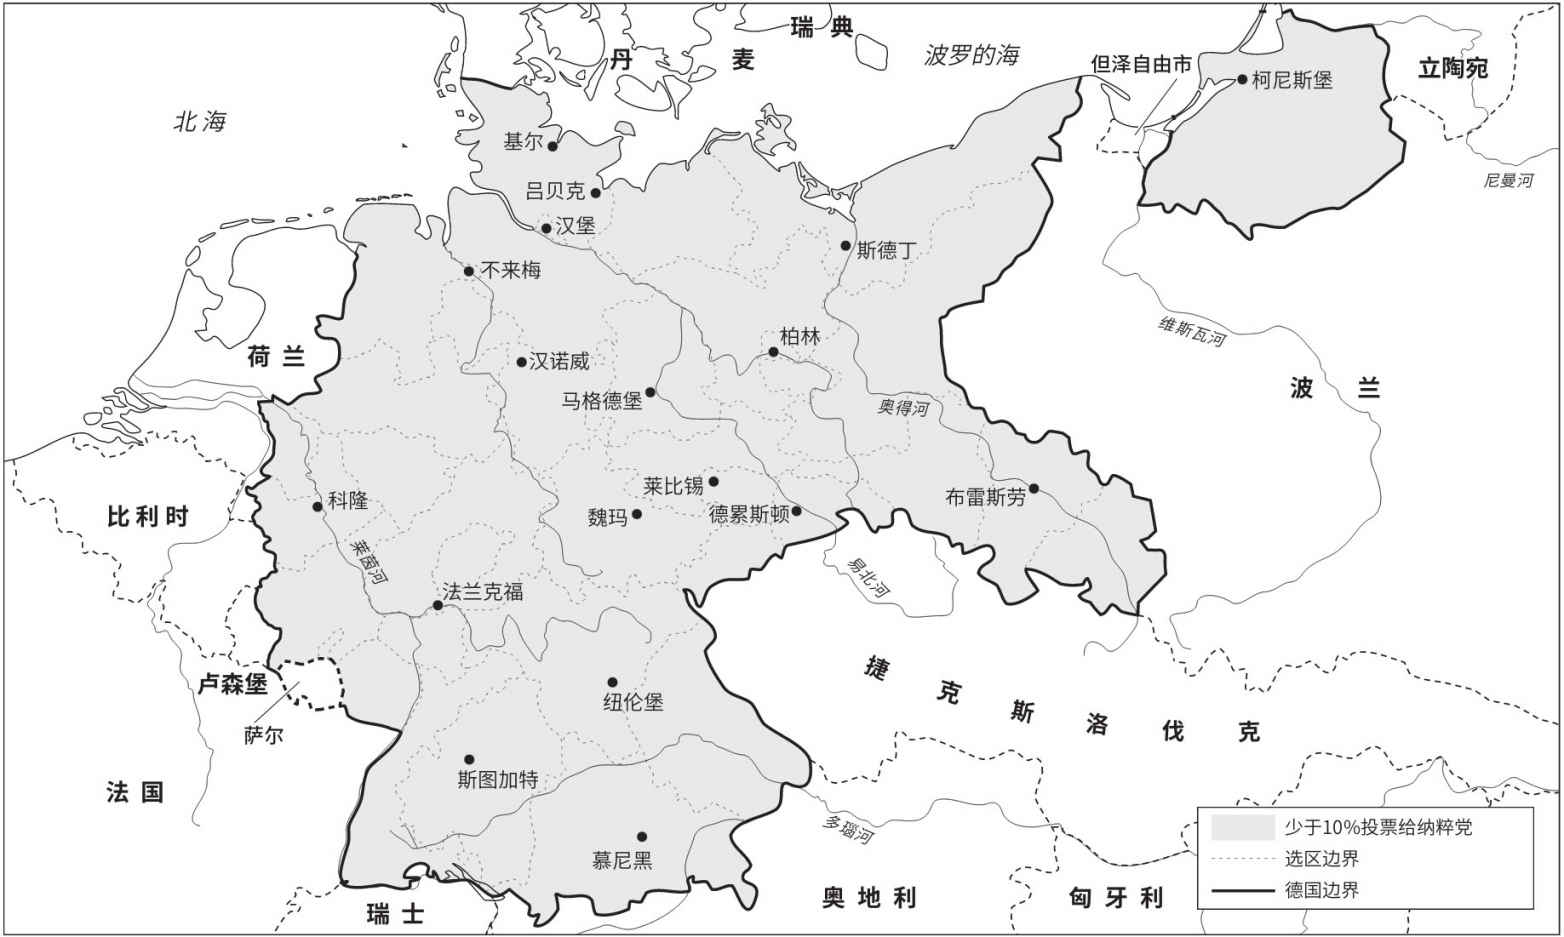 瑞典
丹麦
波罗的海
但泽自由市
立陶宛
柯尼斯堡
北海
基尔
尼曼河
吕贝克
汉堡
斯德丁
不来梅
维斯瓦河
柏林
荷兰
汉诺威
波兰
马格德堡
奥得河
莱比锡
布雷斯劳
科隆
比利时
魏玛
德累斯顿
莱茵河
易北河
法兰克福
捷克斯洛伐克
卢森堡
纽伦堡
萨尔
斯图加特
法国
多瑙河
慕尼黑
奥地利
匈牙利
瑞士
少于10%投票给纳粹党
选区边界
德国边界